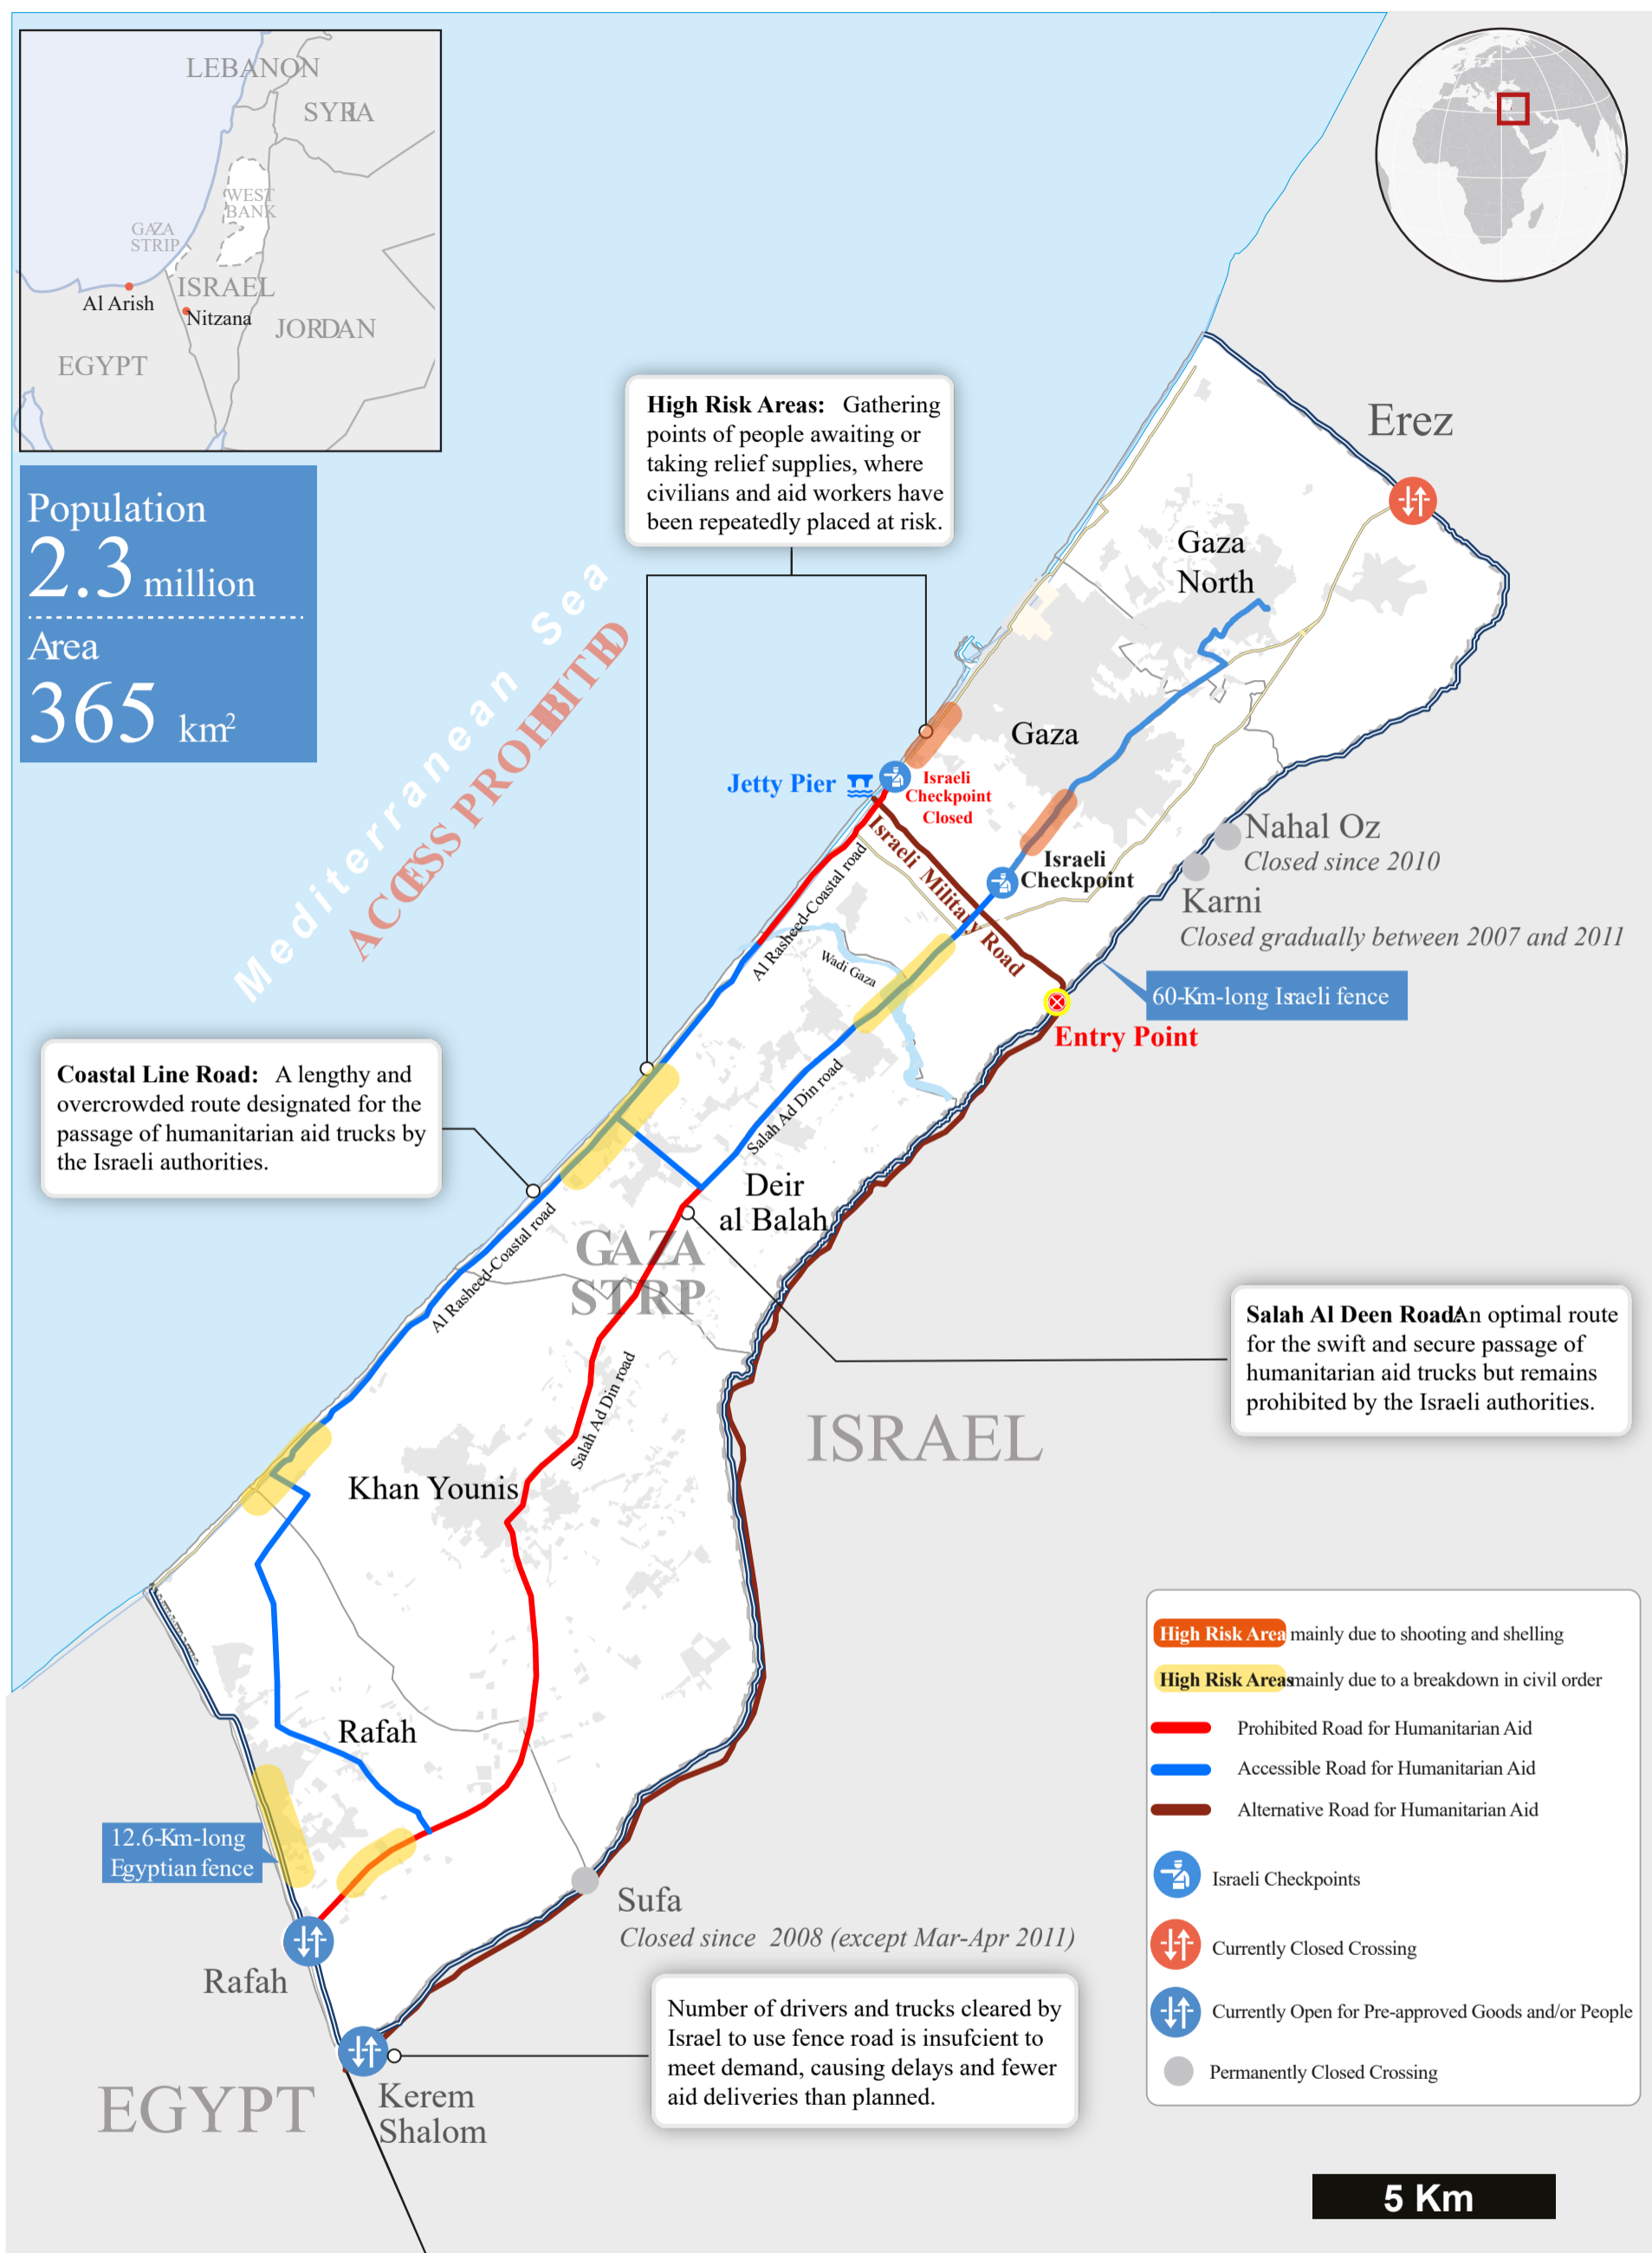 LEBANON
SYRIA
WEST
BANK
GAZA
STRIP
ISRAEL
Al Arish
Nitzana
JORDAN
EGYPT
Population
2.3 million
Area
365 km²
High Risk Areas: Gathering
points of people awaiting or
taking relief supplies, where
civilians and aid workers have
been repeatedly placed at risk.
Mediterranean Sea
ACCESS PROHIBITED
Erez
Gaza
North
Gaza
Jetty Pier
Israeli
Checkpoint
Closed
Israeli
Checkpoint
Israeli Military Road
Nahal Oz
Closed since 2010
Karni
Closed gradually between 2007 and 2011
60-Km-long Israeli fence
Entry Point
Al Rasheed-Coastal road
Wadi Gaza
Salah Ad Din road
Coastal Line Road: A lengthy and
overcrowded route designated for the
passage of humanitarian aid trucks by
the Israeli authorities.
Deir
al Balah
GAZA
STRIP
Al Rasheed-Coastal road
Salah Ad Din road
Salah Al Deen Road: An optimal route
for the swift and secure passage of
humanitarian aid trucks but remains
prohibited by the Israeli authorities.
ISRAEL
Khan Younis
Rafah
12.6-Km-long
Egyptian fence
Sufa
Closed since 2008 (except Mar-Apr 2011)
Rafah
Number of drivers and trucks cleared by
Israel to use fence road is insufcient to
meet demand, causing delays and fewer
aid deliveries than planned.
EGYPT
Kerem
Shalom
High Risk Area mainly due to shooting and shelling
High Risk Areas mainly due to a breakdown in civil order
Prohibited Road for Humanitarian Aid
Accessible Road for Humanitarian Aid
Alternative Road for Humanitarian Aid
Israeli Checkpoints
Currently Closed Crossing
Currently Open for Pre-approved Goods and/or People
Permanently Closed Crossing
5 Km